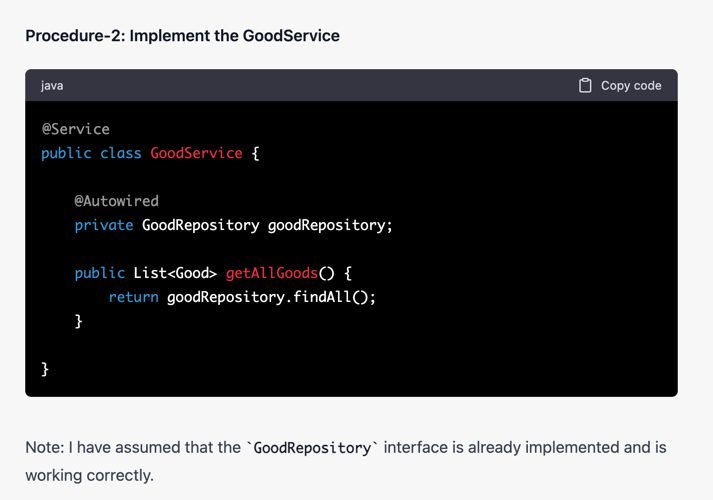 Procedure-2: Implement the GoodService
java
Copy code
@Service
public class GoodService {
    @Autowired
    private GoodRepository goodRepository;
    public List<Good> getAllGoods() {
        return goodRepository.findAll();
    }
}
Note: I have assumed that the `GoodRepository` interface is already implemented and is
working correctly.